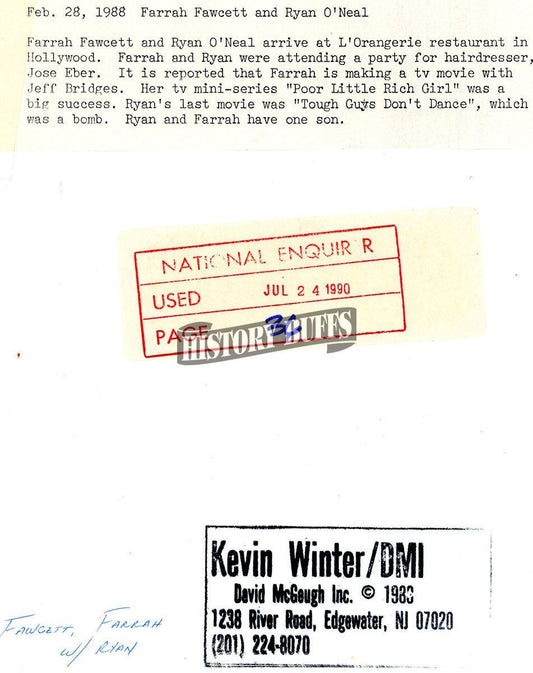 Feb. 28, 1988 Farrah Fawcett and Ryan O'Neal
Farrah Fawcett and Ryan O'Neal arrive at L'Orangerie restaurant in
Hollywood. Farrah and Ryan were attending a party for hairdresser,
Jose Eber. It is reported that Farrah is making a tv movie with
Jeff Bridges. Her tv mini-series "Poor Little Rich Girl" was a
big success. Ryan's last movie was "Tough Guys Don't Dance", which
was a bomb. Ryan and Farrah have one son.
NATIONAL ENQUIR R
USED JUL 24 1990
PAGE
HISTORY BUFFS
Kevin Winter/DMI
David McGough Inc. ©
1238 River Road, Edgewater, NJ 07020
(201) 224-8070
FAWCETT, FARRAH
W/ RYAN